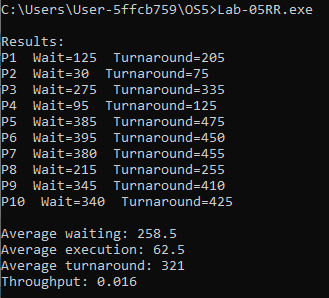 C:\Users\User-5ffcb759\OS5>Lab-05RR.exe
Results:
P1  Wait=125  Turnaround=205
P2  Wait=30  Turnaround=75
P3  Wait=275  Turnaround=335
P4  Wait=95  Turnaround=125
P5  Wait=385  Turnaround=475
P6  Wait=395  Turnaround=450
P7  Wait=380  Turnaround=455
P8  Wait=215  Turnaround=255
P9  Wait=345  Turnaround=410
P10  Wait=340  Turnaround=425
Average waiting: 258.5
Average execution: 62.5
Average turnaround: 321
Throughput: 0.016